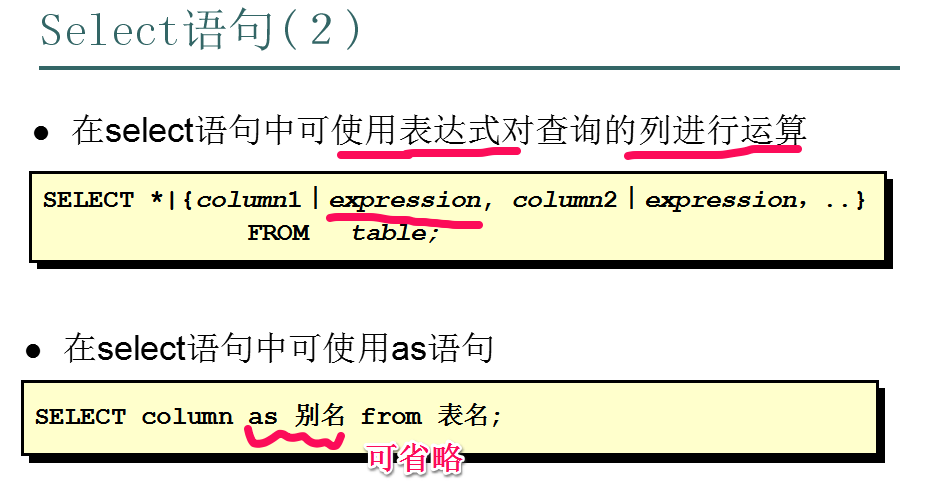 Select语句(２)
● 在select语句中可使用表达式对查询的列进行运算
SELECT *|{column1｜expression, column2｜expression，..}
FROM table;
● 在select语句中可使用as语句
SELECT column as 别名 from 表名;
可省略